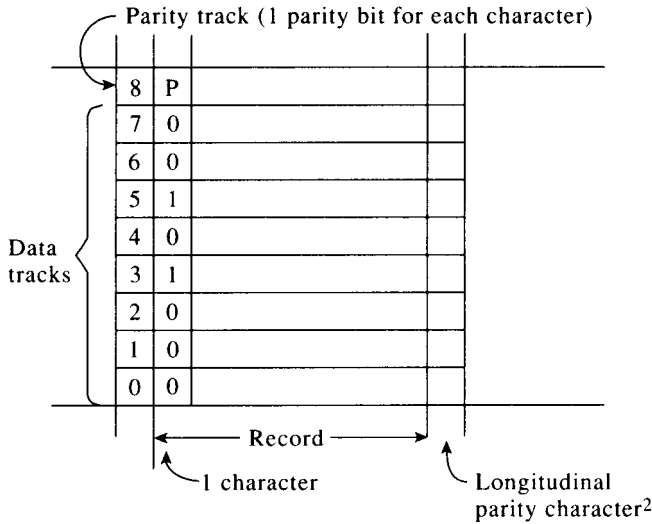 Parity track (1 parity bit for each character)
8 P
7 0
6 0
5 1
4 0
3 1
2 0
1 0
0 0
Data
tracks
Record
1 character
Longitudinal
parity character2